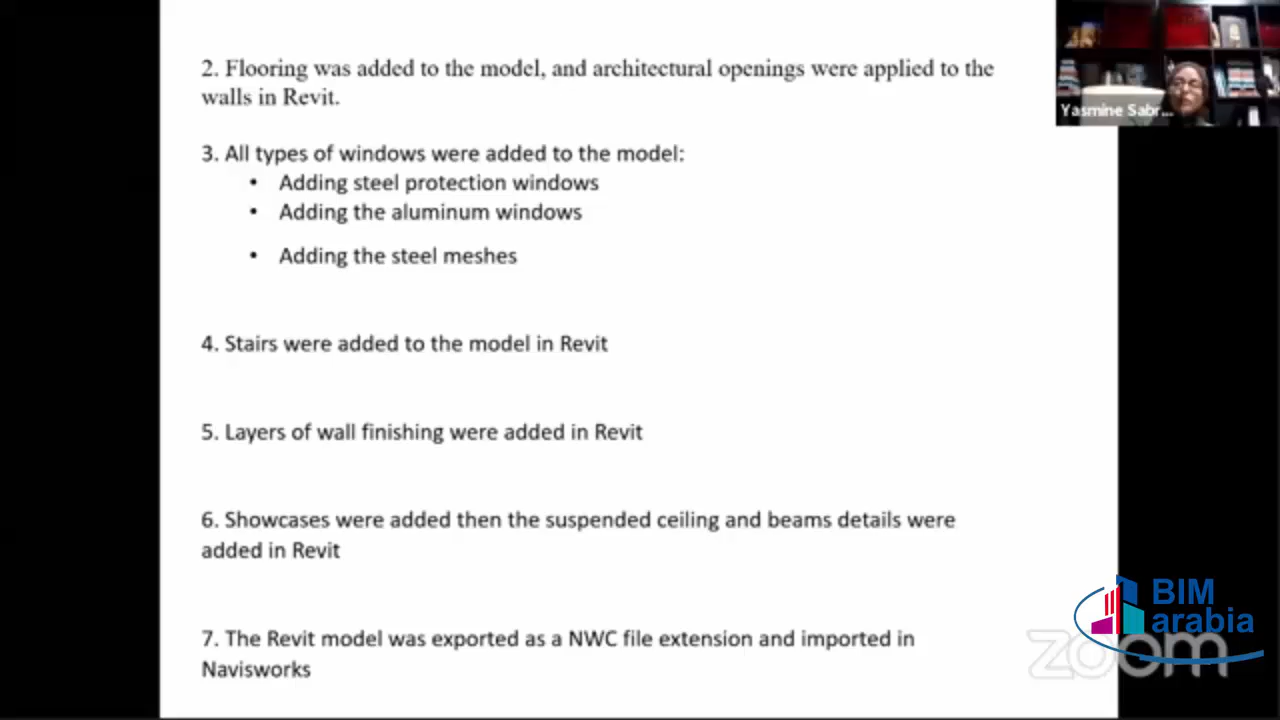 2. Flooring was added to the model, and architectural openings were applied to the
walls in Revit.
3. All types of windows were added to the model:
• Adding steel protection windows
• Adding the aluminum windows
• Adding the steel meshes
4. Stairs were added to the model in Revit
5. Layers of wall finishing were added in Revit
6. Showcases were added then the suspended ceiling and beams details were
added in Revit
7. The Revit model was exported as a NWC file extension and imported in
Navisworks
Yasmine Sabr...
BIM
arabia
zoom